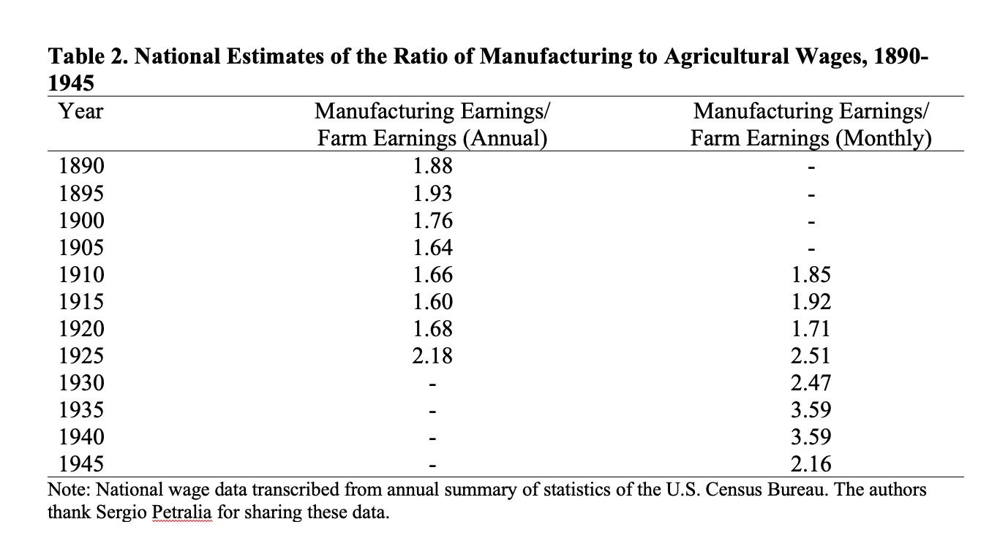 Table 2. National Estimates of the Ratio of Manufacturing to Agricultural Wages, 1890-
1945
Year Manufacturing Earnings/ Manufacturing Earnings/
Farm Earnings (Annual) Farm Earnings (Monthly)
1890 1.88 -
1895 1.93 -
1900 1.76 -
1905 1.64 -
1910 1.66 1.85
1915 1.60 1.92
1920 1.68 1.71
1925 2.18 2.51
1930 - 2.47
1935 - 3.59
1940 - 3.59
1945 - 2.16
Note: National wage data transcribed from annual summary of statistics of the U.S. Census Bureau. The authors
thank Sergio Petralia for sharing these data.